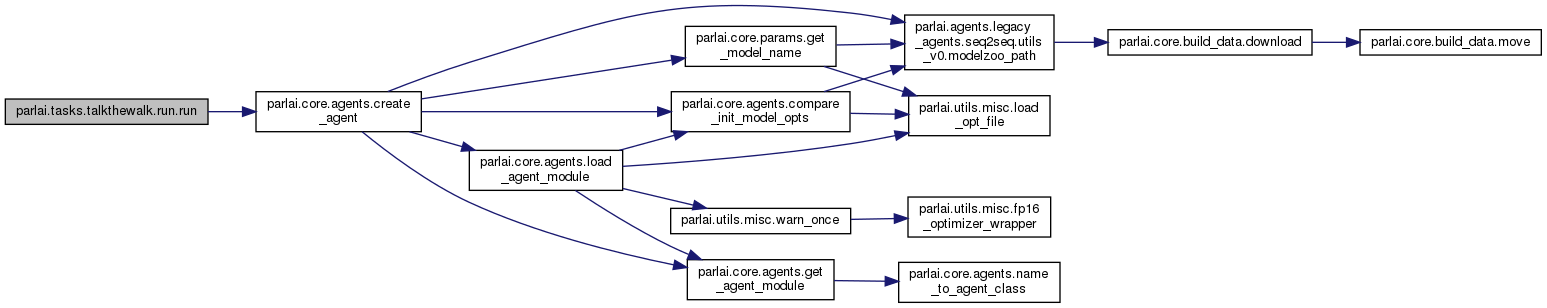 parlai.tasks.talkthewalk.run.run
parlai.core.agents.create
_agent
parlai.core.agents.load
_agent_module
parlai.core.params.get
_model_name
parlai.core.agents.compare
_init_model_opts
parlai.utils.misc.warn_once
parlai.core.agents.get
_agent_module
parlai.agents.legacy
_agents.seq2seq.utils
_v0.modelzoo_path
parlai.utils.misc.load
_opt_file
parlai.utils.misc.fp16
_optimizer_wrapper
parlai.core.agents.name
_to_agent_class
parlai.core.build_data.download
parlai.core.build_data.move